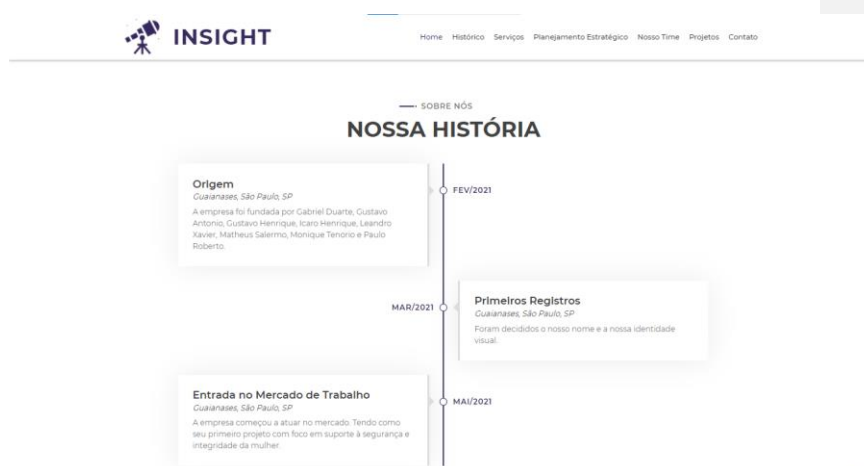 INSIGHT
Home Histórico Serviços Planejamento Estratégico Nosso Time Projetos Contato
SOBRE NÓS
NOSSA HISTÓRIA
Origem
Guaianases, São Paulo, SP
A empresa foi fundada por Gabriel Duarte, Gustavo
Antonio, Gustavo Henrique, Icaro Henrique, Leandro
Xavier, Matheus Salermo, Monique Tenorio e Paulo
Roberto.
FEV/2021
MAR/2021
Primeiros Registros
Guaianases, São Paulo, SP
Foram decididos o nosso nome e a nossa identidade
visual.
Entrada no Mercado de Trabalho
Guaianases, São Paulo, SP
A empresa começou a atuar no mercado. Tendo como
seu primeiro projeto com foco em suporte à segurança e
integridade da mulher.
MAI/2021